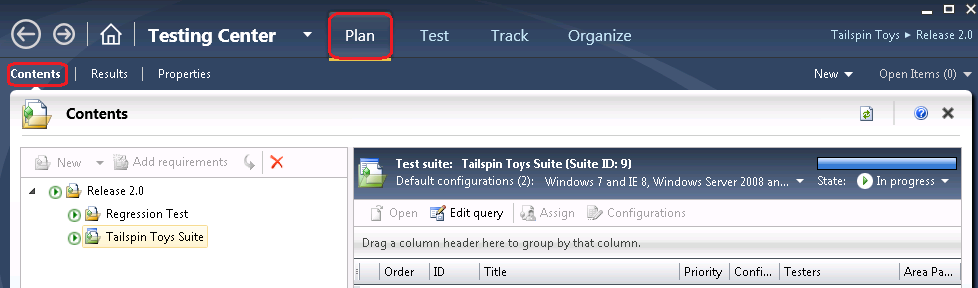 Testing Center Plan Test Track Organize Tailspin Toys ▸ Release 2.0
Contents | Results | Properties New Open Items (0)
Contents
New Add requirements
Release 2.0
Regression Test
Tailspin Toys Suite
Test suite: Tailspin Toys Suite (Suite ID: 9)
Default configurations (2): Windows 7 and IE 8, Windows Server 2008 an... State: In progress
Open Edit query Assign Configurations
Drag a column header here to group by that column.
Order ID Title Priority Confi... Testers Area Pa...